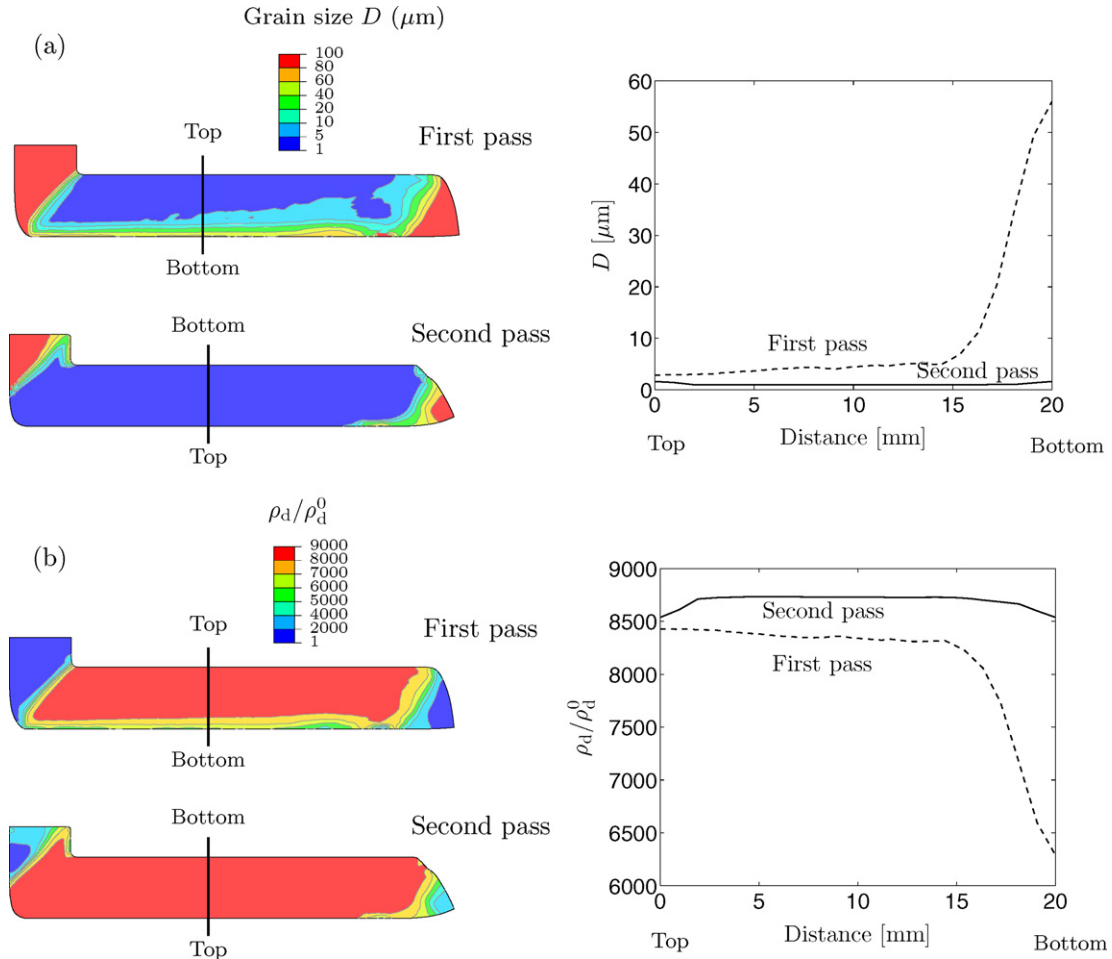 Grain size D (μm)
(a)
100
80
60
40
20
10
5
1
Top
First pass
Bottom
Bottom
Second pass
Top
60
50
40
30
20
10
0
D [μm]
First pass
Second pass
0 5 10 15 20
Top Distance [mm] Bottom
ρd/ρd0
(b)
9000
8000
7000
6000
5000
4000
2000
1
Top
First pass
Bottom
Bottom
Second pass
Top
9000
8500
8000
7500
7000
6500
6000
ρd/ρd0
Second pass
First pass
0 5 10 15 20
Top Distance [mm] Bottom